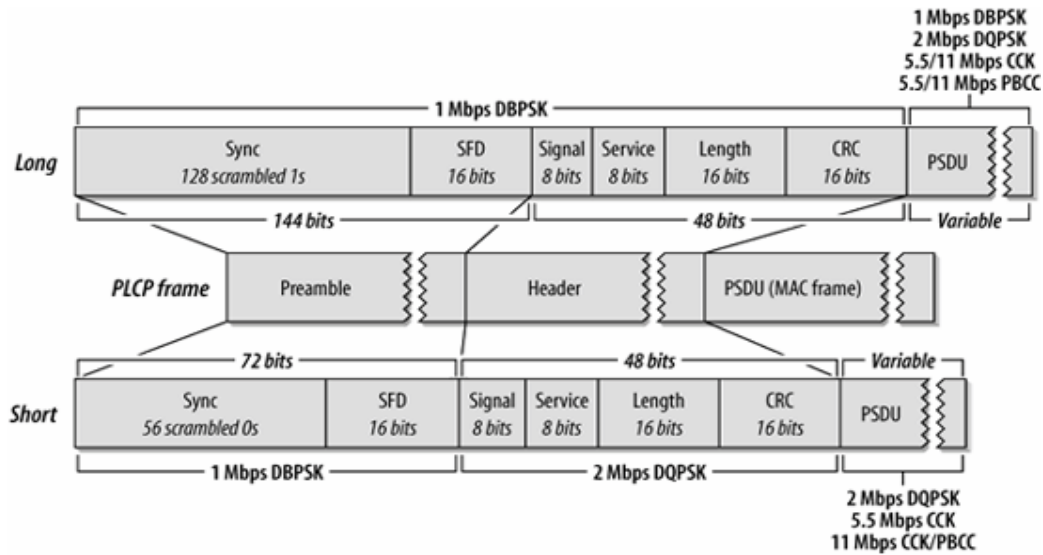 1 Mbps DBPSK
2 Mbps DQPSK
5.5/11 Mbps CCK
5.5/11 Mbps PBCC
1 Mbps DBPSK
Long
Sync
128 scrambled 1s
SFD
16 bits
Signal
8 bits
Service
8 bits
Length
16 bits
CRC
16 bits
PSDU
144 bits
48 bits
Variable
PLCP frame
Preamble
Header
PSDU (MAC frame)
72 bits
48 bits
Variable
Short
Sync
56 scrambled 0s
SFD
16 bits
Signal
8 bits
Service
8 bits
Length
16 bits
CRC
16 bits
PSDU
1 Mbps DBPSK
2 Mbps DQPSK
2 Mbps DQPSK
5.5 Mbps CCK
11 Mbps CCK/PBCC